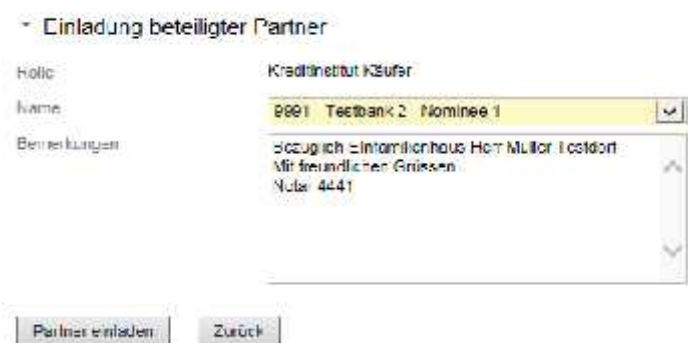 Einladung beteiligter Partner
Rolle
Kreditinstitut Käufer
Name
9991 Testbank 2 Nominee 1
Bemerkungen
Bezüglich Einfamilienhaus Herr Müller Testdorf
Mit freundlichen Grüssen
Notar 4441
Partner einladen
Zurück